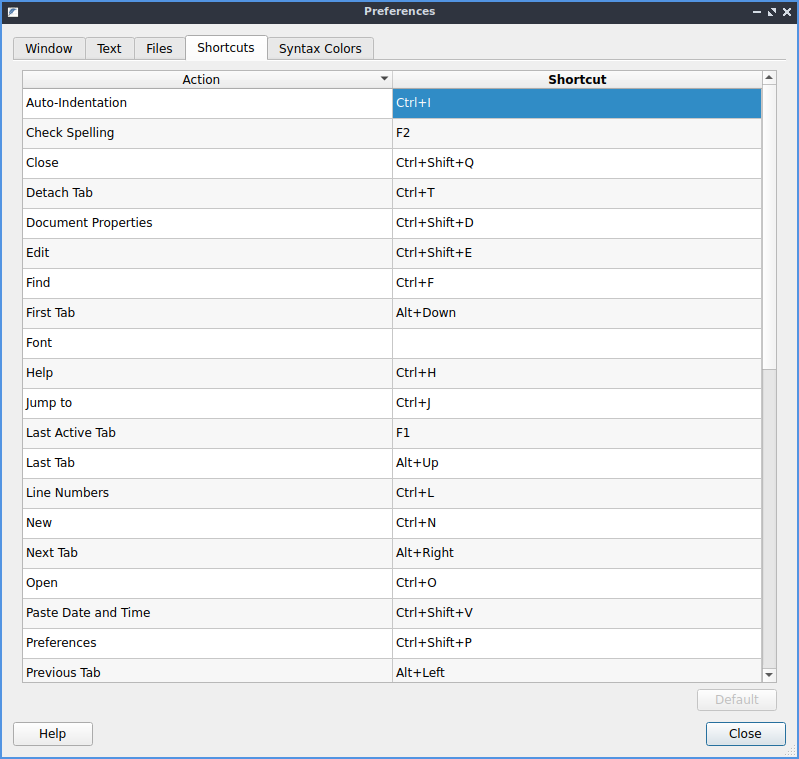 Preferences
Window Text Files Shortcuts Syntax Colors
Action Shortcut
Auto-Indentation Ctrl+I
Check Spelling F2
Close Ctrl+Shift+Q
Detach Tab Ctrl+T
Document Properties Ctrl+Shift+D
Edit Ctrl+Shift+E
Find Ctrl+F
First Tab Alt+Down
Font
Help Ctrl+H
Jump to Ctrl+J
Last Active Tab F1
Last Tab Alt+Up
Line Numbers Ctrl+L
New Ctrl+N
Next Tab Alt+Right
Open Ctrl+O
Paste Date and Time Ctrl+Shift+V
Preferences Ctrl+Shift+P
Previous Tab Alt+Left
Default
Help Close